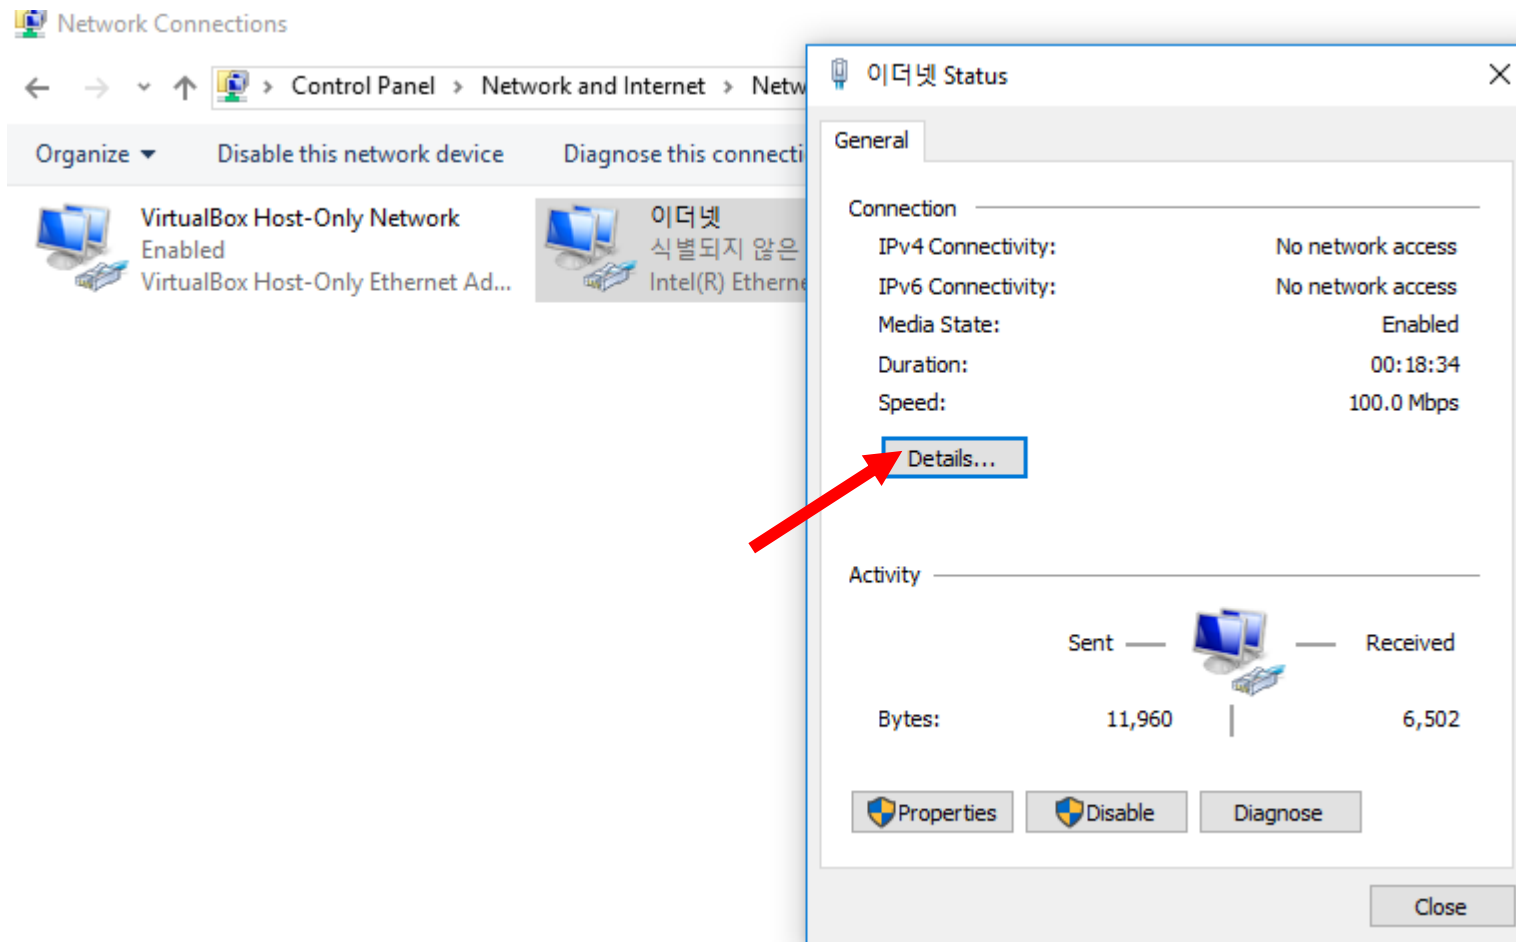 Network Connections
Control Panel > Network and Internet >
Organize Disable this network device Diagnose this
VirtualBox Host-Only Network
Enabled
VirtualBox Host-Only Ethernet Ad...
이더넷
식별되지 않은
Intel(R)
이더넷 Status
General
Connection
IPv4 Connectivity: No network access
IPv6 Connectivity: No network access
Media State: Enabled
Duration: 00:18:34
Speed: 100.0 Mbps
Details...
Activity
Sent Received
Bytes: 11,960 6,502
Properties Disable Diagnose
Close